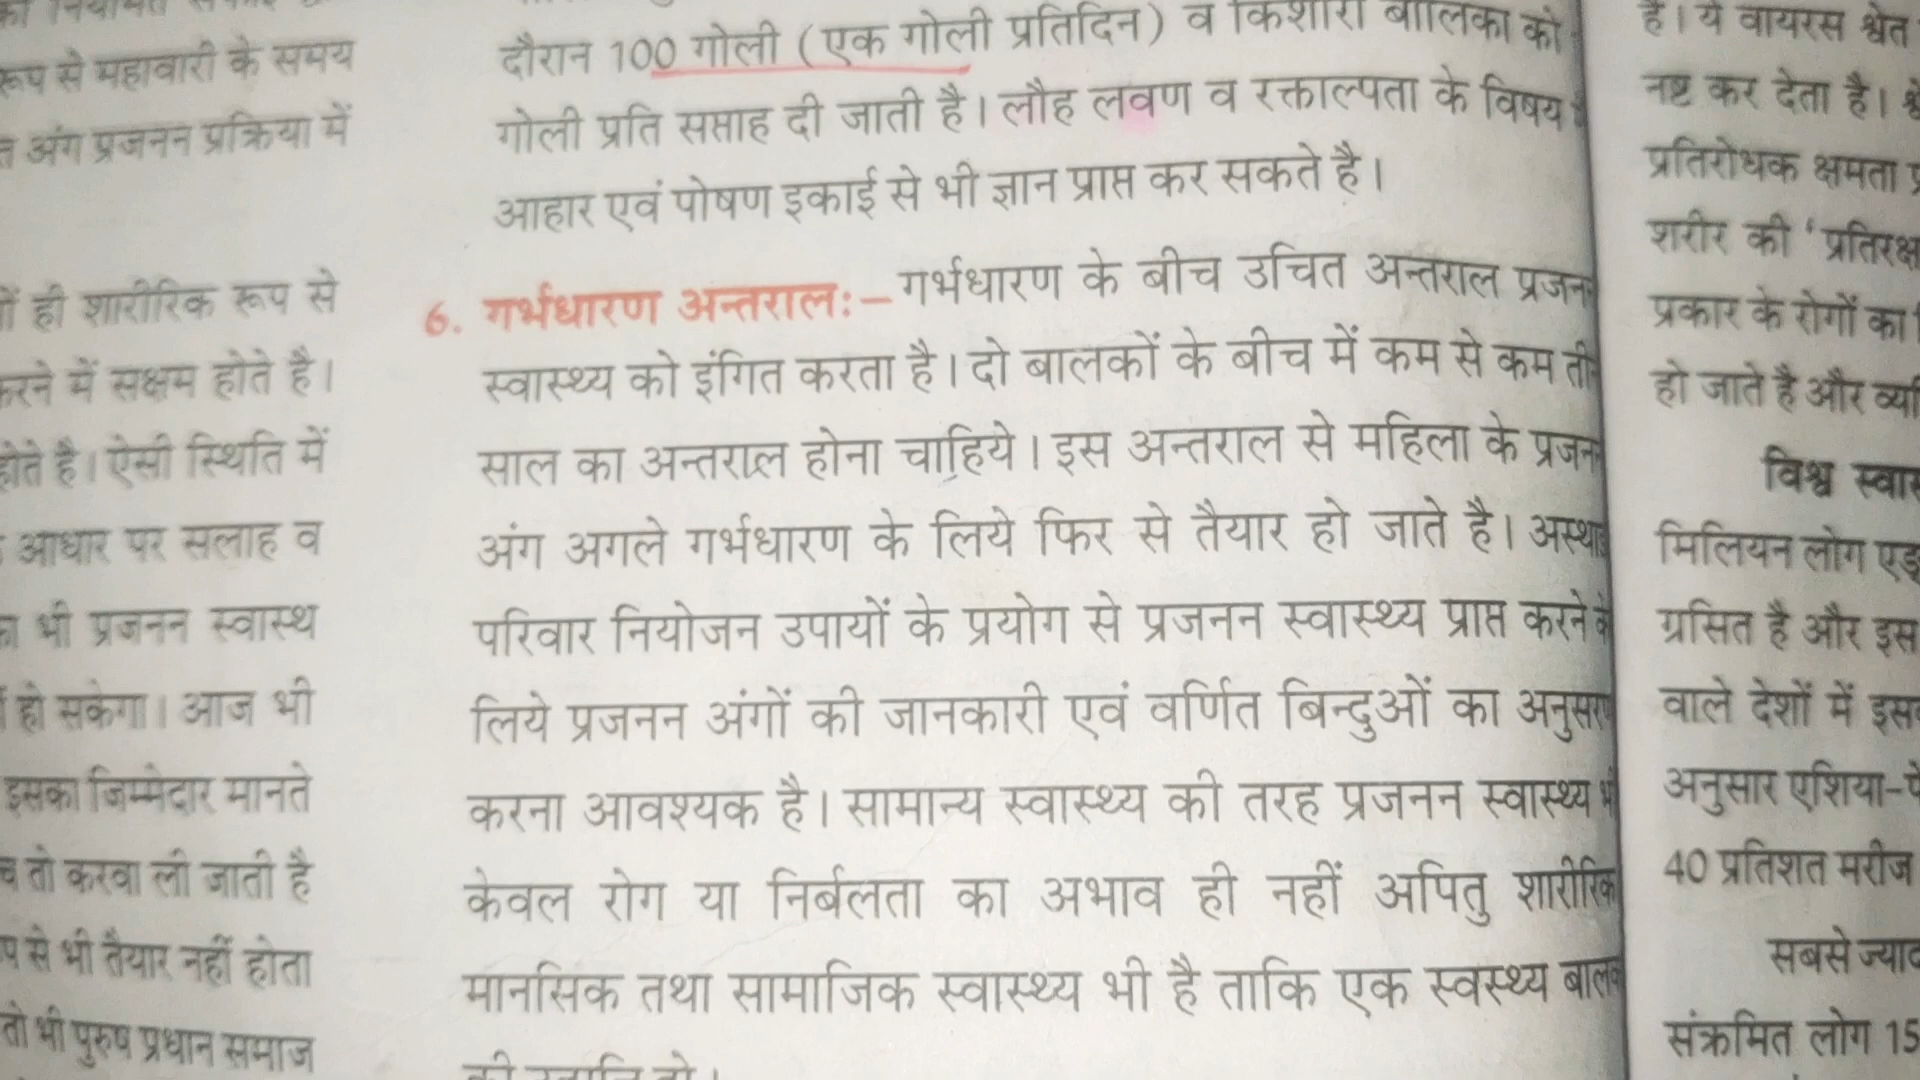 रूप से महावारी के समय
अंग प्रजनन प्रक्रिया में
ही शारीरिक रूप से
करने में सक्षम होते है।
होते है। ऐसी स्थिति में
आधार पर सलाह व
भी प्रजनन स्वास्थ
हो सकेगा। आज भी
इसका जिम्मेदार मानते
तो करवा ली जाती है
से भी तैयार नहीं होता
तो भी पुरुष प्रधान समाज
दौरान 100 गोली (एक गोली प्रतिदिन) व किशोरी बालिका को
गोली प्रति सप्ताह दी जाती है। लौह लवण व रक्ताल्पता के विषय
आहार एवं पोषण इकाई से भी ज्ञान प्राप्त कर सकते है।
6. गर्भधारण अन्तरालः– गर्भधारण के बीच उचित अन्तराल प्रजन
स्वास्थ्य को इंगित करता है। दो बालकों के बीच में कम से कम ती
साल का अन्तराल होना चाहिये। इस अन्तराल से महिला के प्रजन
अंग अगले गर्भधारण के लिये फिर से तैयार हो जाते है। अस्था
परिवार नियोजन उपायों के प्रयोग से प्रजनन स्वास्थ्य प्राप्त करने के
लिये प्रजनन अंगों की जानकारी एवं वर्णित बिन्दुओं का अनुसरण
करना आवश्यक है। सामान्य स्वास्थ्य की तरह प्रजनन स्वास्थ्य भी
केवल रोग या निर्बलता का अभाव ही नहीं अपितु शारीरिक
मानसिक तथा सामाजिक स्वास्थ्य भी है ताकि एक स्वस्थ्य बालक
है। ये वायरस श्वेत
नष्ट कर देता है।
प्रतिरोधक क्षमता
शरीर की ‘प्रतिरक्ष
प्रकार के रोगों का
हो जाते है और
विश्व स्वास
मिलियन लोग
ग्रसित है और इस
वाले देशों में
अनुसार एशिया-
40 प्रतिशत मरीज
सबसे ज्याद
संक्रमित लोग 15